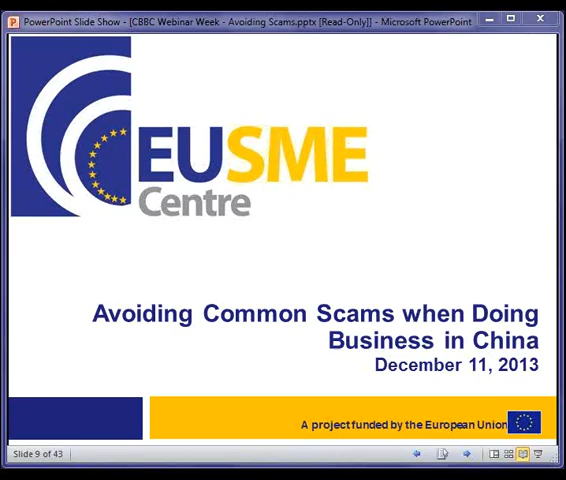 PowerPoint Slide Show - [CBBC Webinar Week - Avoiding Scams.pptx [Read-Only]] - Microsoft PowerPoint
EUSME
Centre
Avoiding Common Scams when Doing
Business in China
December 11, 2013
A project funded by the European Union
Slide 9 of 43